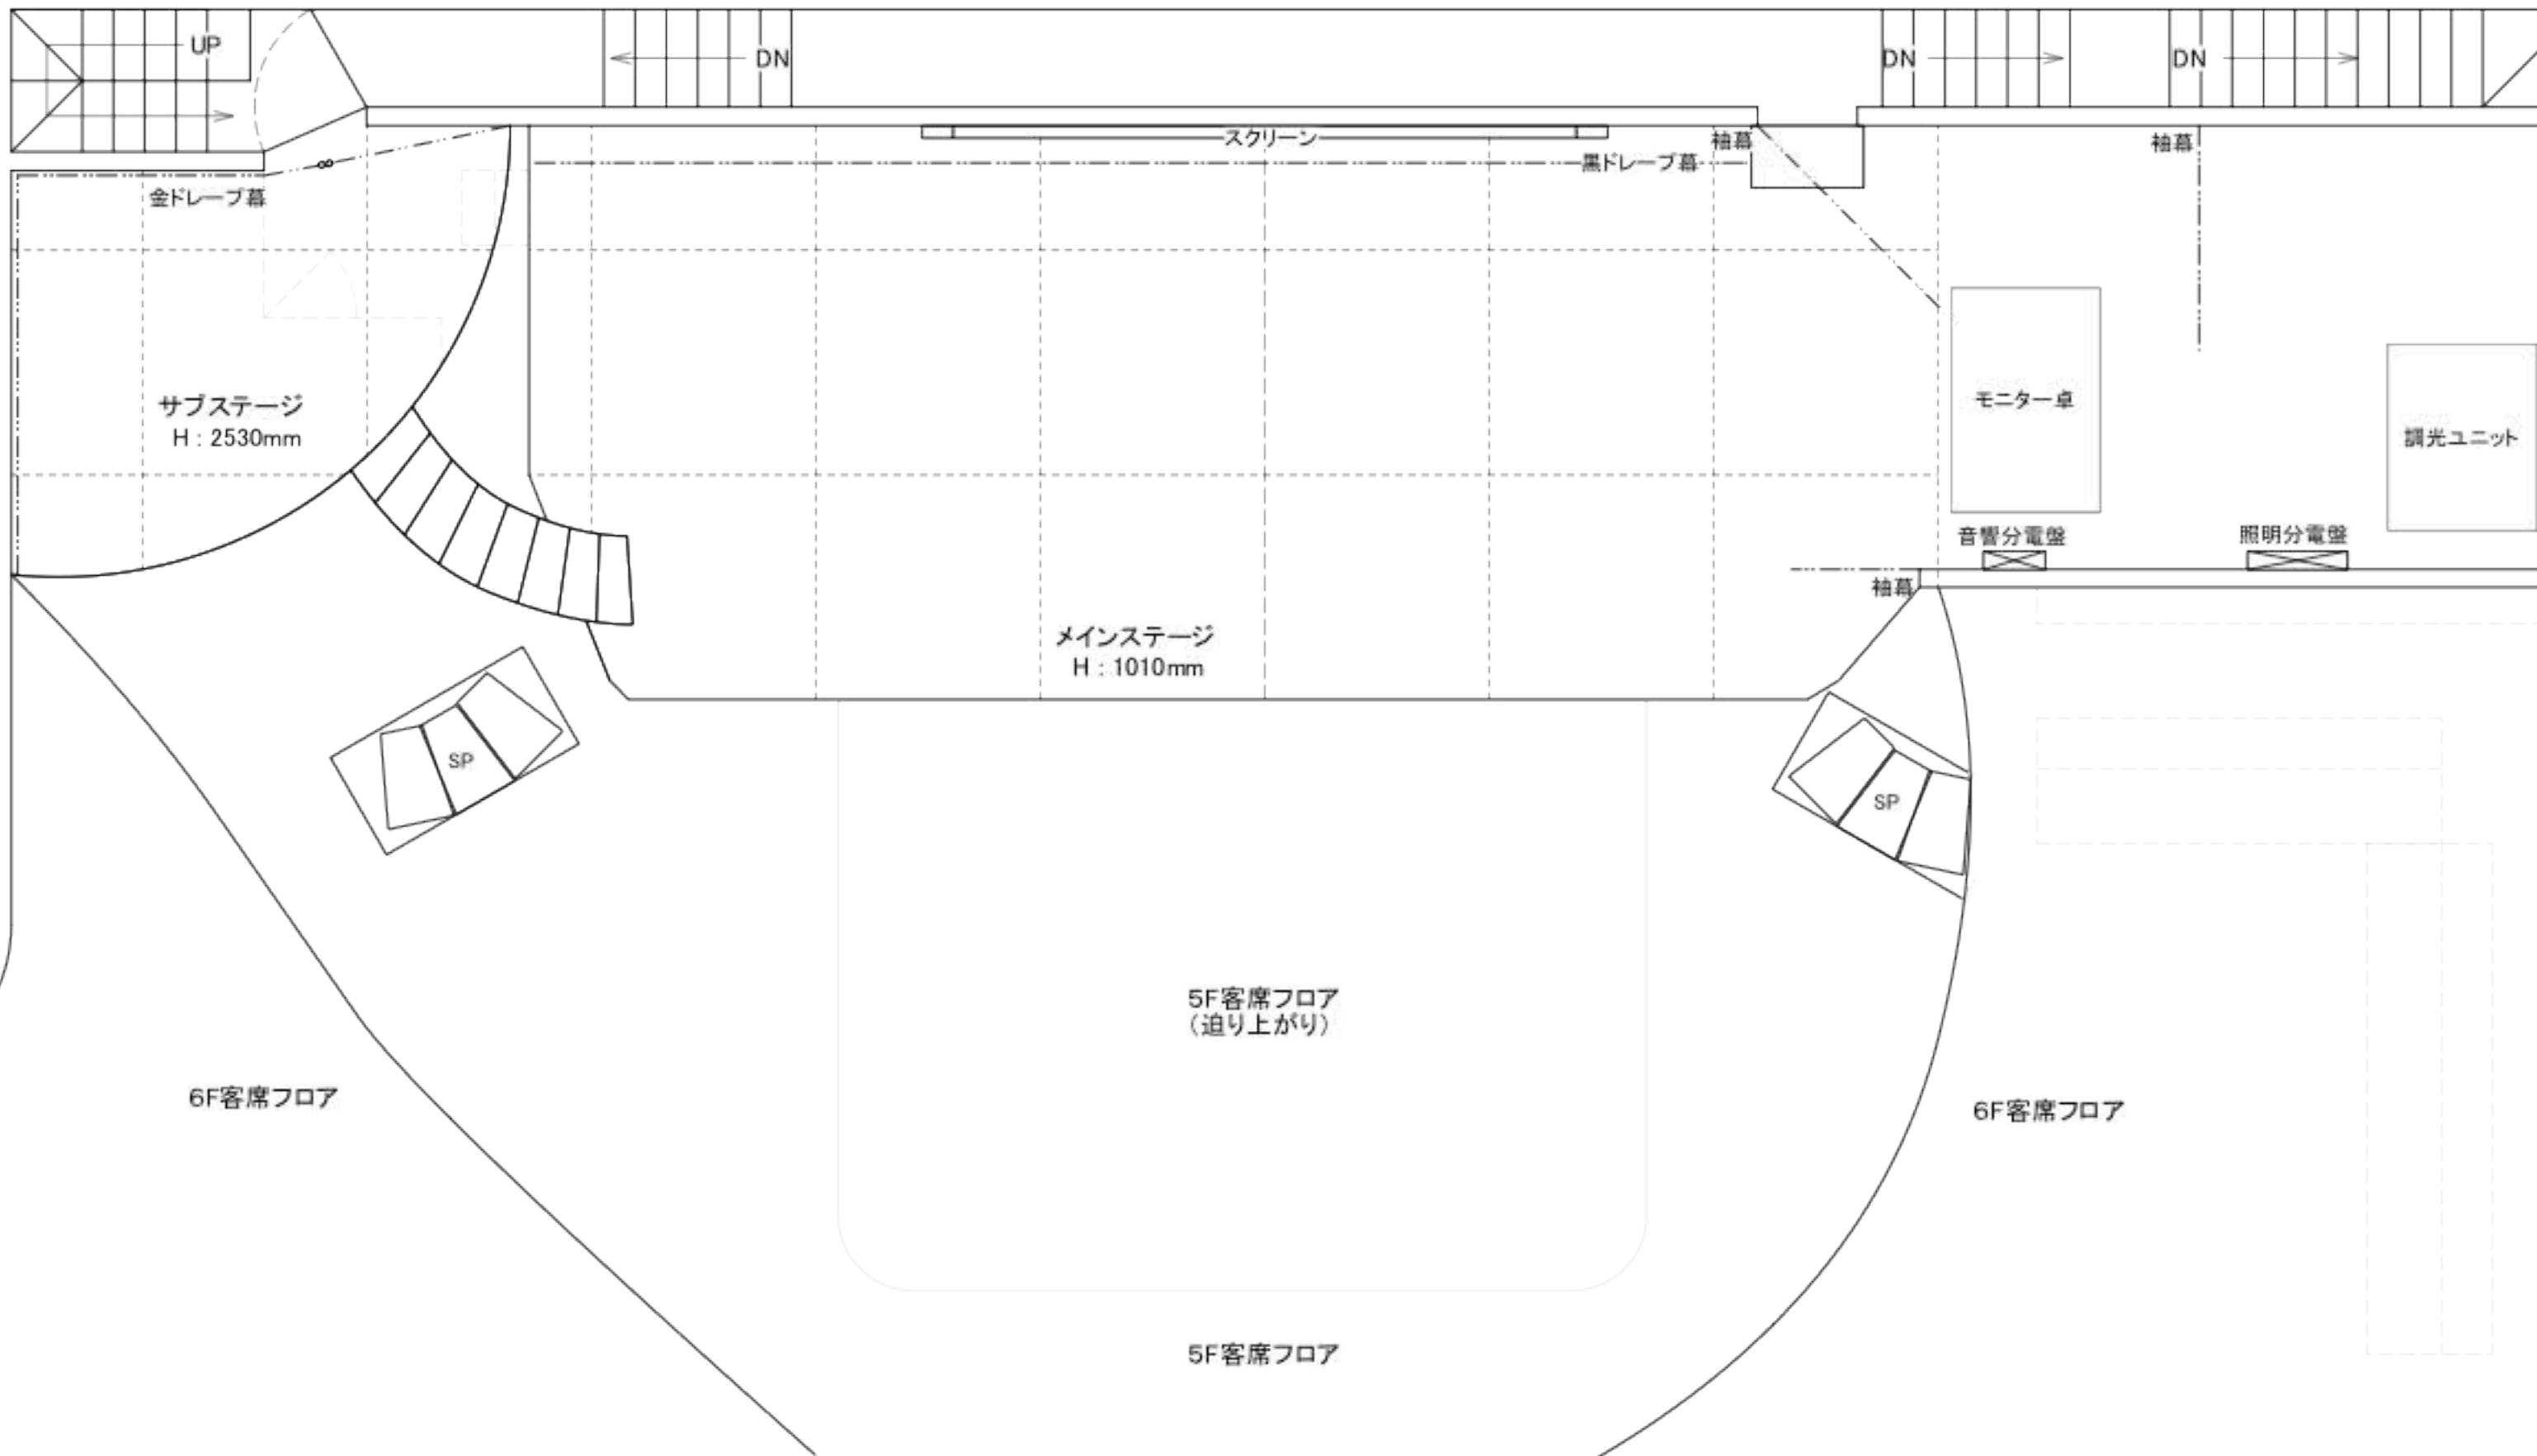 UP
DN
DN
DN
スクリーン
袖幕
袖幕
黒ドレープ幕
金ドレープ幕
サブステージ
H：2530mm
モニター卓
調光ユニット
音響分電盤
照明分電盤
袖幕
メインステージ
H：1010mm
SP
SP
5F客席フロア
（迫り上がり）
6F客席フロア
6F客席フロア
5F客席フロア